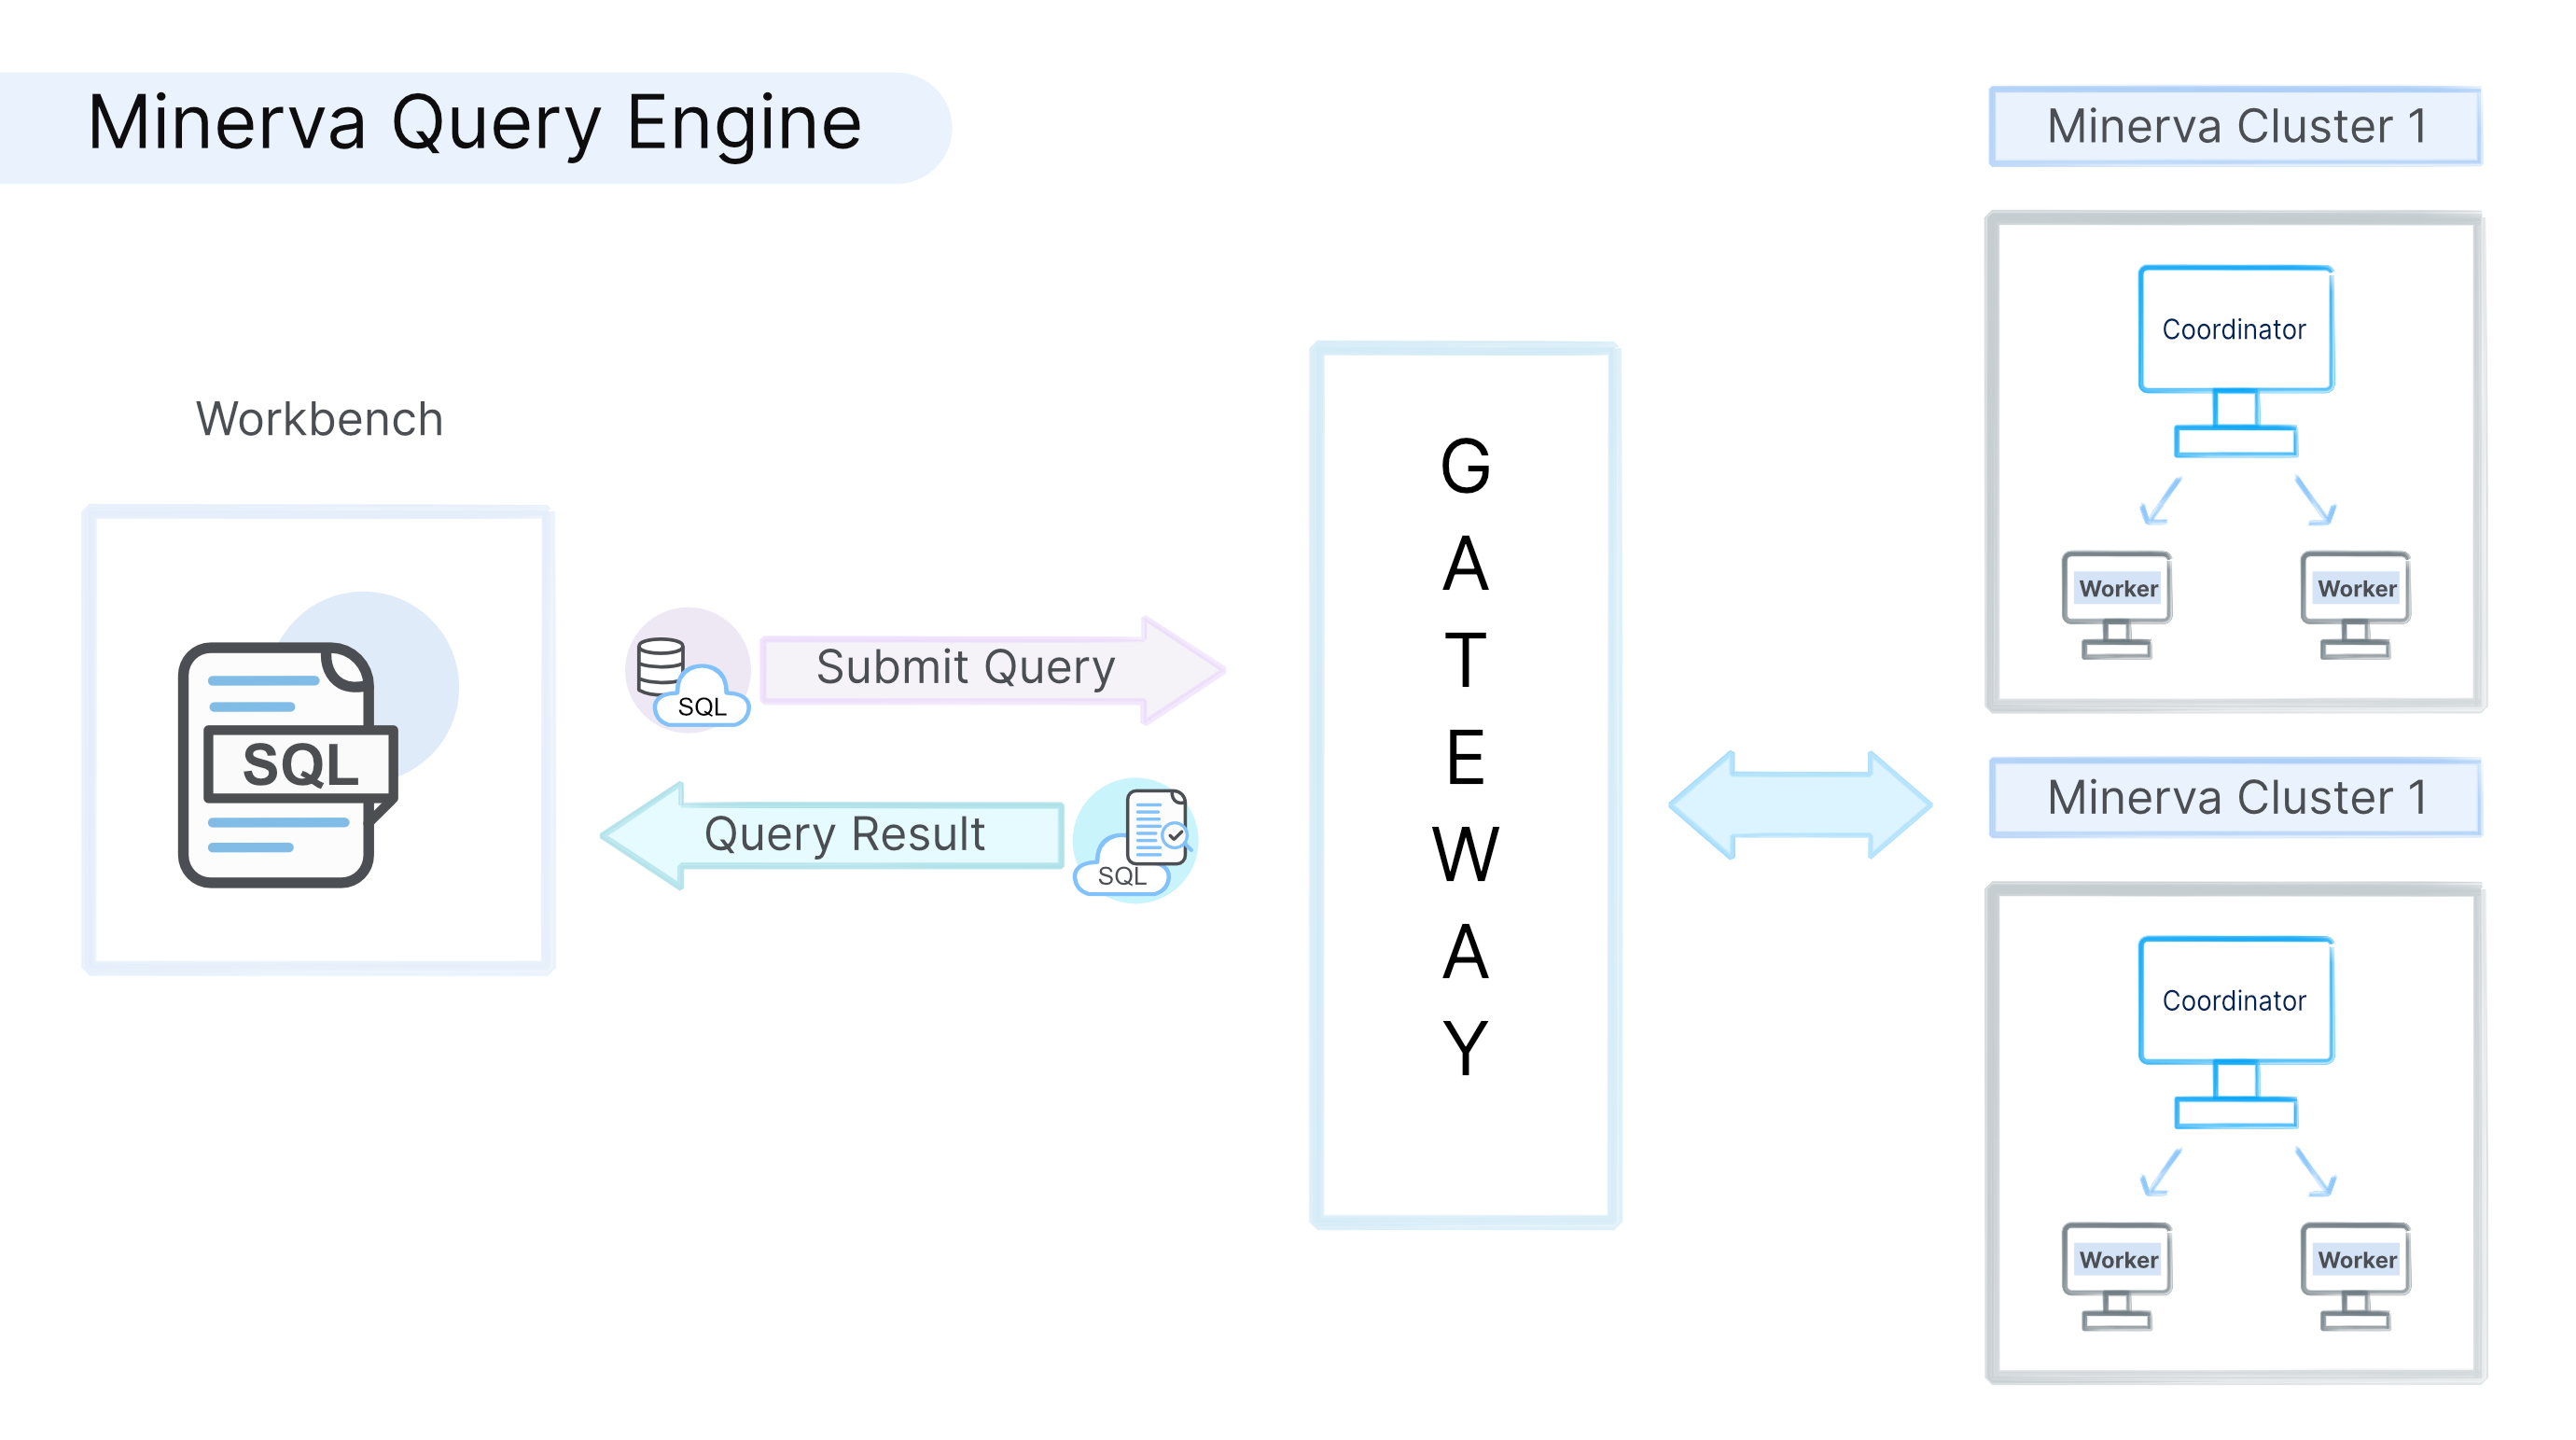 Minerva Query Engine
Workbench
SQL
SQL
Submit Query
Query Result
SQL
G
A
T
E
W
A
Y
Minerva Cluster 1
Coordinator
Worker
Worker
Minerva Cluster 1
Coordinator
Worker
Worker